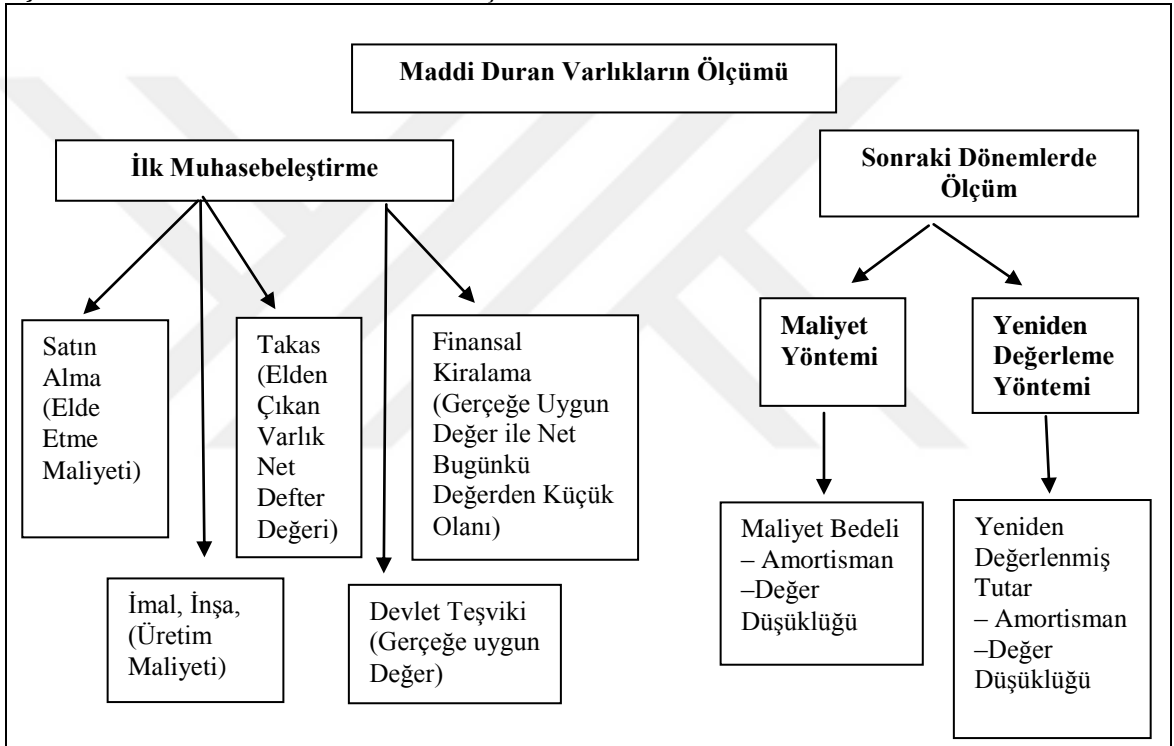 Maddi Duran Varlıkların Ölçümü
İlk Muhasebeleştirme
Sonraki Dönemlerde
Ölçüm
Satın
Alma
(Elde
Etme
Maliyeti)
Takas
(Elden
Çıkan
Varlık
Net
Defter
Değeri)
Finansal
Kiralama
(Gerçeğe Uygun
Değer ile Net
Bugünkü
Değerden Küçük
Olanı)
Maliyet
Yöntemi
Yeniden
Değerleme
Yöntemi
İmal, İnşa,
(Üretim
Maliyeti)
Devlet Teşviki
(Gerçeğe uygun
Değer)
Maliyet Bedeli
– Amortisman
–Değer
Düşüklüğü
Yeniden
Değerlenmiş
Tutar
– Amortisman
–Değer
Düşüklüğü